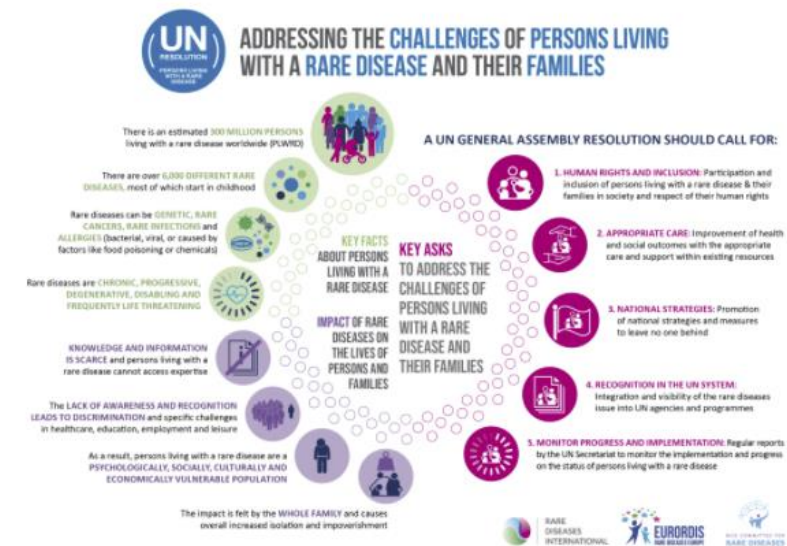 UN
RESOLUTION
PERSONS LIVING
WITH A RARE
DISEASE
ADDRESSING THE CHALLENGES OF PERSONS LIVING
WITH A RARE DISEASE AND THEIR FAMILIES
There is an estimated 300 MILLION PERSONS
living with a rare disease worldwide (PLWRD)
There are over 6,000 DIFFERENT RARE
DISEASES, most of which start in childhood
Rare diseases can be GENETIC, RARE
CANCERS, RARE INFECTIONS and
ALLERGIES (bacterial, viral, or caused by
factors like food poisoning or chemicals)
Rare diseases are CHRONIC, PROGRESSIVE,
DEGENERATIVE, DISABLING AND
FREQUENTLY LIFE THREATENING
KNOWLEDGE AND INFORMATION
IS SCARCE and persons living with a
rare disease cannot access expertise
The LACK OF AWARENESS AND RECOGNITION
LEADS TO DISCRIMINATION and specific challenges
in healthcare, education, employment and leisure
As a result, persons living with a rare disease are a
PSYCHOLOGICALLY, SOCIALLY, CULTURALLY AND
ECONOMICALLY VULNERABLE POPULATION
The impact is felt by the WHOLE FAMILY and causes
overall increased isolation and impoverishment
KEY FACTS
ABOUT PERSONS
LIVING WITH A
RARE DISEASE
IMPACT OF RARE
DISEASES ON
THE LIVES OF
PERSONS AND
FAMILIES
KEY ASKS
TO ADDRESS THE
CHALLENGES OF
PERSONS LIVING
WITH A RARE
DISEASE AND
THEIR FAMILIES
A UN GENERAL ASSEMBLY RESOLUTION SHOULD CALL FOR:
1. HUMAN RIGHTS AND INCLUSION: Participation and
inclusion of persons living with a rare disease & their
families in society and respect of their human rights
2. APPROPRIATE CARE: Improvement of health
and social outcomes with the appropriate
care and support within existing resources
3. NATIONAL STRATEGIES: Promotion
of national strategies and measures
to leave no one behind
4. RECOGNITION IN THE UN SYSTEM:
Integration and visibility of the rare diseases
issue into UN agencies and programmes
5. MONITOR PROGRESS AND IMPLEMENTATION: Regular reports
by the UN Secretariat to monitor the implementation and progress
on the status of persons living with a rare disease
RARE
DISEASES
INTERNATIONAL
EURORDIS
RARE DISEASES EUROPE
NGO COMMITTEE FOR
RARE DISEASES